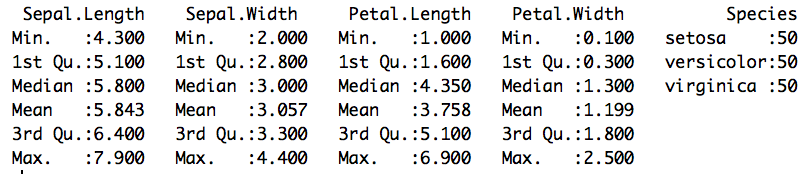 Sepal.Length Sepal.Width Petal.Length Petal.Width Species
Min. :4.300 Min. :2.000 Min. :1.000 Min. :0.100 setosa :50
1st Qu.:5.100 1st Qu.:2.800 1st Qu.:1.600 1st Qu.:0.300 versicolor:50
Median :5.800 Median :3.000 Median :4.350 Median :1.300 virginica :50
Mean :5.843 Mean :3.057 Mean :3.758 Mean :1.199
3rd Qu.:6.400 3rd Qu.:3.300 3rd Qu.:5.100 3rd Qu.:1.800
Max. :7.900 Max. :4.400 Max. :6.900 Max. :2.500